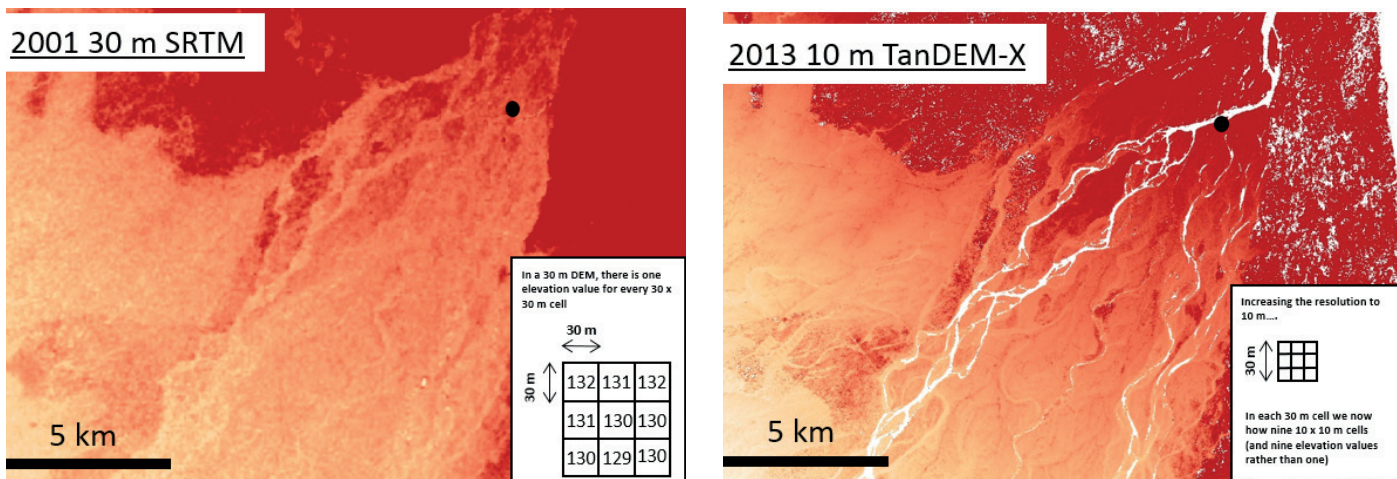 2001 30 m SRTM
In a 30 m DEM, there is one
elevation value for every 30 x
30 m cell
30 m
30 m
132 131 132
131 130 130
130 129 130
5 km
2013 10 m TanDEM-X
Increasing the resolution to
10 m….
30 m
In each 30 m cell we now
how nine 10 x 10 m cells
(and nine elevation values
rather than one)
5 km